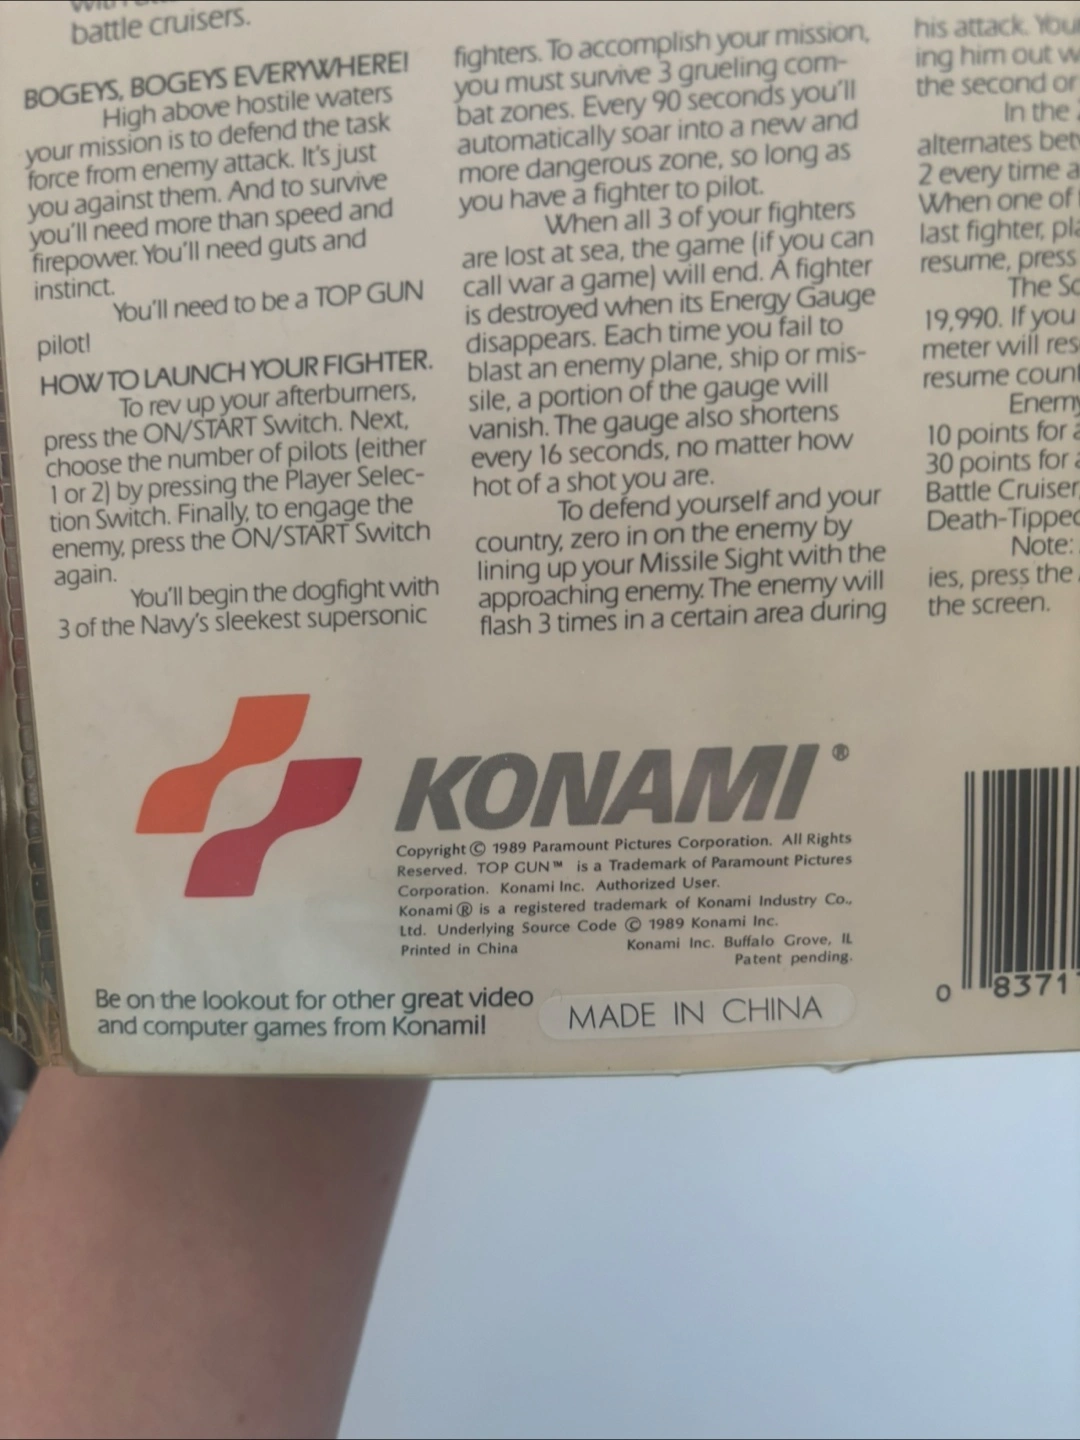 battle cruisers.
BOGEYS, BOGEYS EVERYWHERE!
High above hostile waters
your mission is to defend the task
force from enemy attack. It's just
you against them. And to survive
you'll need more than speed and
firepower. You'll need guts and
instinct.
You'll need to be a TOP GUN
pilot!
HOW TO LAUNCH YOUR FIGHTER.
To rev up your afterburners,
press the ON/START Switch. Next,
choose the number of pilots (either
1 or 2) by pressing the Player Selec-
tion Switch. Finally, to engage the
enemy, press the ON/START Switch
again.
You'll begin the dogfight with
3 of the Navy's sleekest supersonic
fighters. To accomplish your mission,
you must survive 3 grueling com-
bat zones. Every 90 seconds you'll
automatically soar into a new and
more dangerous zone, so long as
you have a fighter to pilot.
When all 3 of your fighters
are lost at sea, the game (if you can
call war a game) will end. A fighter
is destroyed when its Energy Gauge
disappears. Each time you fail to
blast an enemy plane, ship or mis-
sile, a portion of the gauge will
vanish. The gauge also shortens
every 16 seconds, no matter how
hot of a shot you are.
To defend yourself and your
country, zero in on the enemy by
lining up your Missile Sight with the
approaching enemy. The enemy will
flash 3 times in a certain area during
his attack. You
ing him out w
the second or
In the
alternates bet
2 every time a
When one of
last fighter, pl
resume, press
The Sc
19,990. If you
meter will res
resume coun
Enemy
10 points for a
30 points for a
Battle Cruiser,
Death-Tipped
Note:
ies, press the
the screen.
KONAMI®
Copyright © 1989 Paramount Pictures Corporation. All Rights
Reserved. TOP GUN™ is a Trademark of Paramount Pictures
Corporation. Konami Inc. Authorized User.
Konami ® is a registered trademark of Konami Industry Co.,
Ltd. Underlying Source Code © 1989 Konami Inc.
Printed in China Konami Inc. Buffalo Grove, IL
Patent pending.
Be on the lookout for other great video
and computer games from Konami!
MADE IN CHINA
0 83717